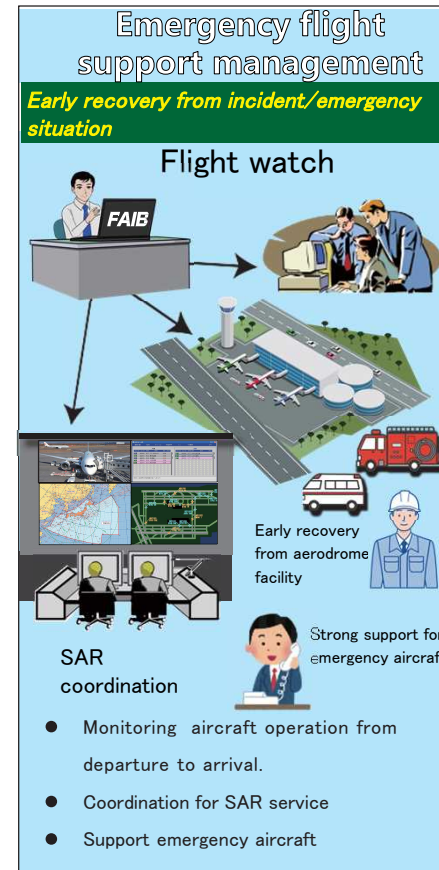 Emergency flight
support management
Early recovery from incident/emergency
situation
Flight watch
FAIB
Early recovery
from aerodrome
facility
Strong support for
emergency aircraf
SAR
coordination
● Monitoring aircraft operation from
departure to arrival.
● Coordination for SAR service
● Support emergency aircraft